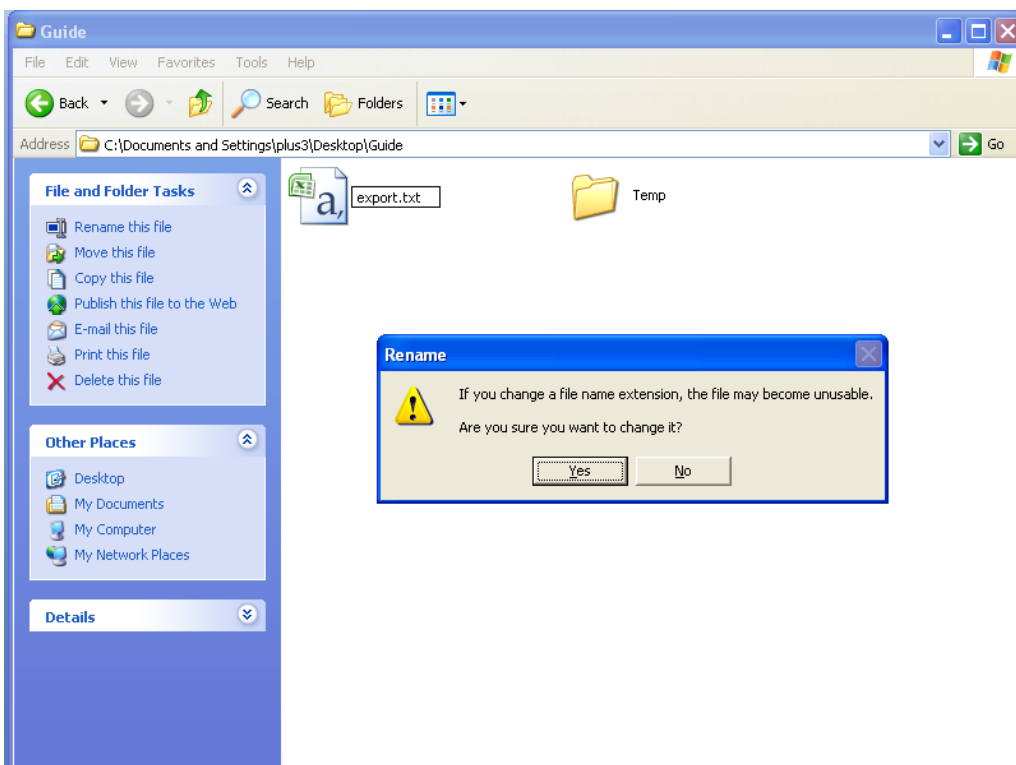 Guide
File Edit View Favorites Tools Help
Back Search Folders
Address C:\Documents and Settings\plus3\Desktop\Guide Go
File and Folder Tasks
Rename this file
Move this file
Copy this file
Publish this file to the Web
E-mail this file
Print this file
Delete this file
Other Places
Desktop
My Documents
My Computer
My Network Places
Details
a,
export.txt
Temp
Rename
If you change a file name extension, the file may become unusable.
Are you sure you want to change it?
Yes No